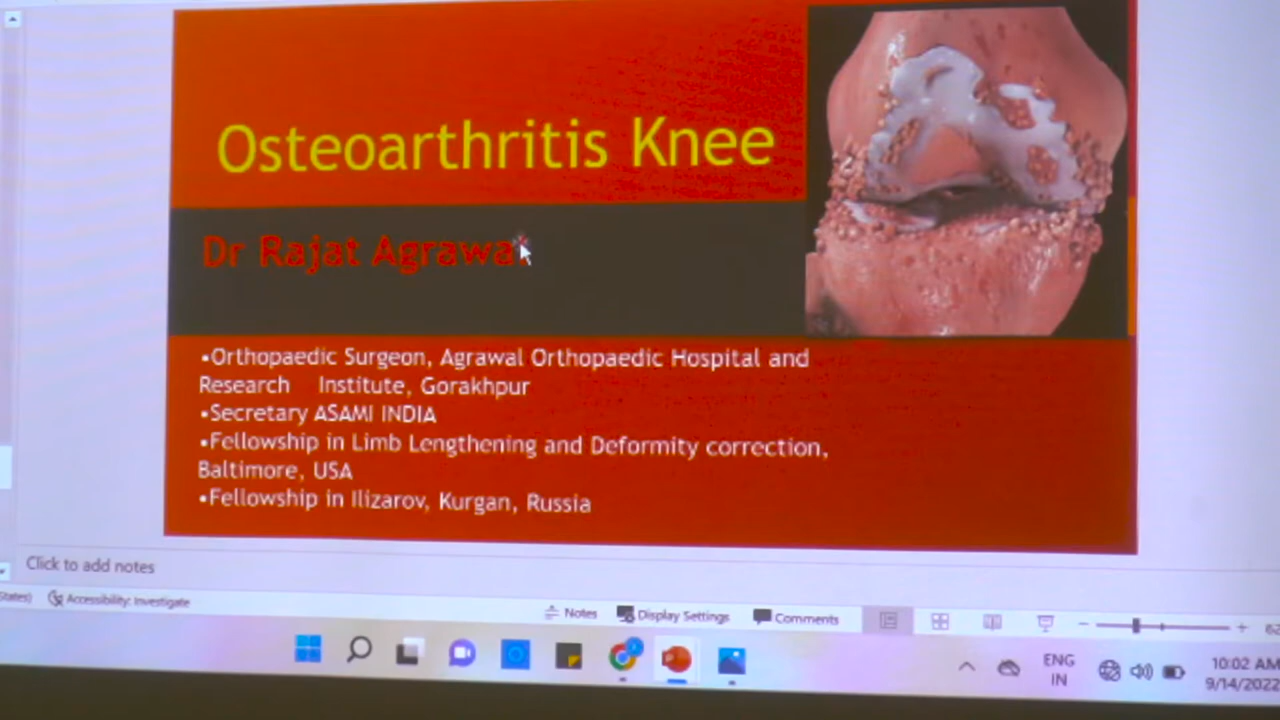 Osteoarthritis Knee
Dr Rajat Agrawal
•Orthopaedic Surgeon, Agrawal Orthopaedic Hospital and
Research Institute, Gorakhpur
•Secretary ASAMI INDIA
•Fellowship in Limb Lengthening and Deformity correction,
Baltimore, USA
•Fellowship in Ilizarov, Kurgan, Russia
Click to add notes
States) Accessibility: Investigate Notes Display Settings Comments
ENG
IN
10:02 AM
9/14/2022